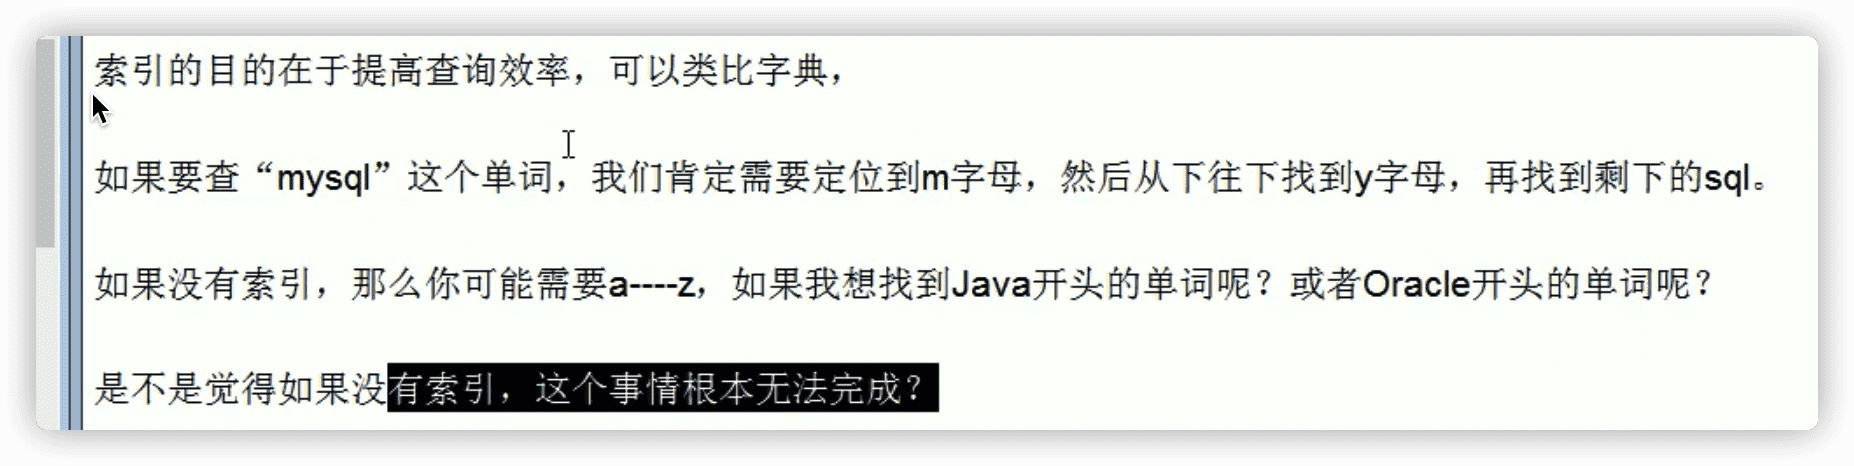 索引的目的在于提高查询效率，可以类比字典，
如果要查“mysql”这个单词，我们肯定需要定位到m字母，然后从下往下找到y字母，再找到剩下的sql。
如果没有索引，那么你可能需要a----z，如果我想找到Java开头的单词呢？或者Oracle开头的单词呢？
是不是觉得如果没有索引，这个事情根本无法完成？